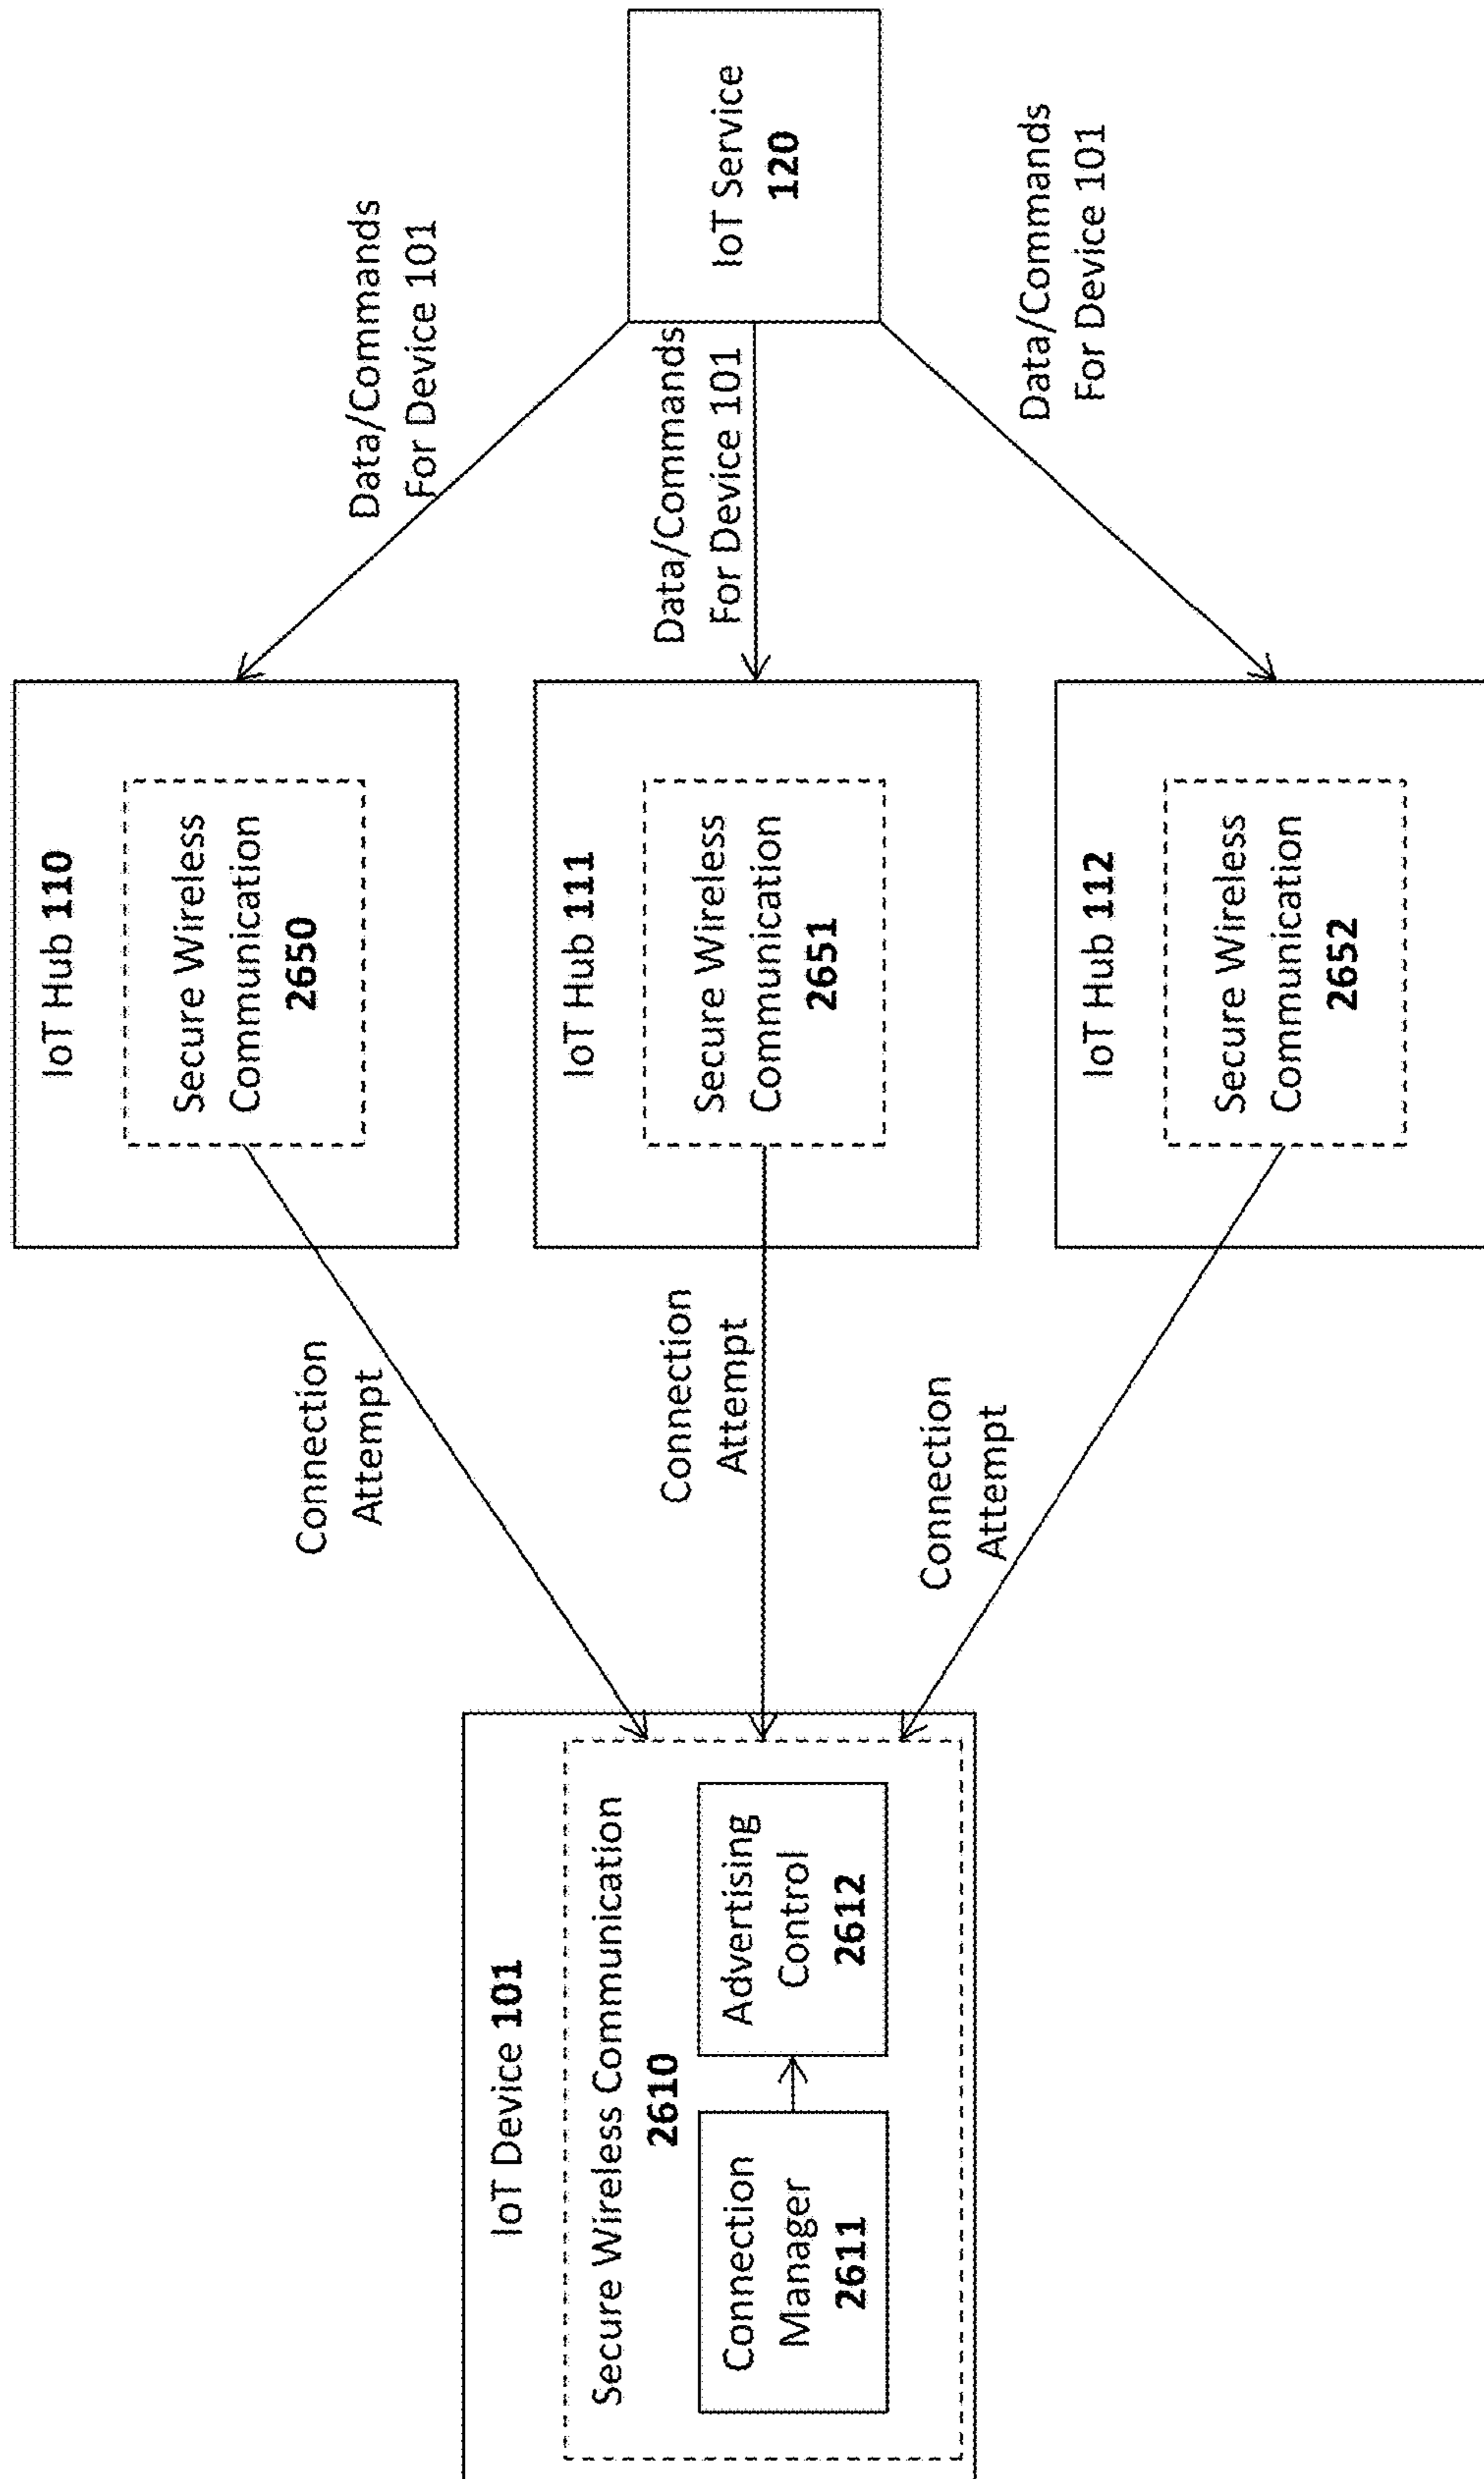 IoT Device 101
Secure Wireless Communication
2610
Connection
Manager
2611
Advertising
Control
2612
Connection
Attempt
Connection
Attempt
Connection
Attempt
IoT Hub 110
Secure Wireless
Communication
2650
IoT Hub 111
Secure Wireless
Communication
2651
IoT Hub 112
Secure Wireless
Communication
2652
Data/Commands
For Device 101
Data/Commands
For Device 101
Data/Commands
For Device 101
IoT Service
120